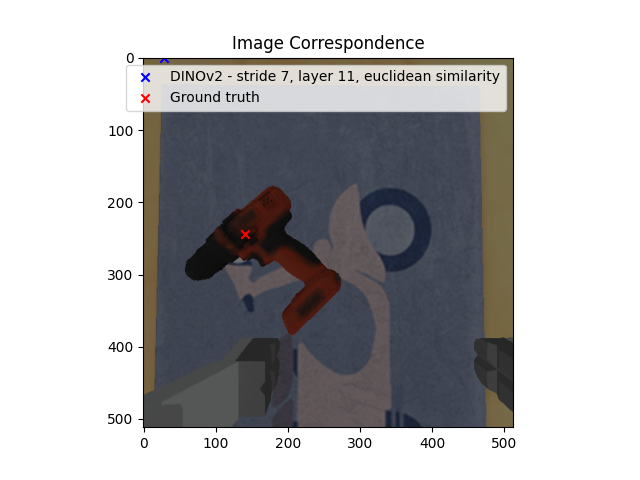 Image Correspondence
DINOv2 - stride 7, layer 11, euclidean similarity
Ground truth
0
100
200
300
400
500
0 100 200 300 400 500